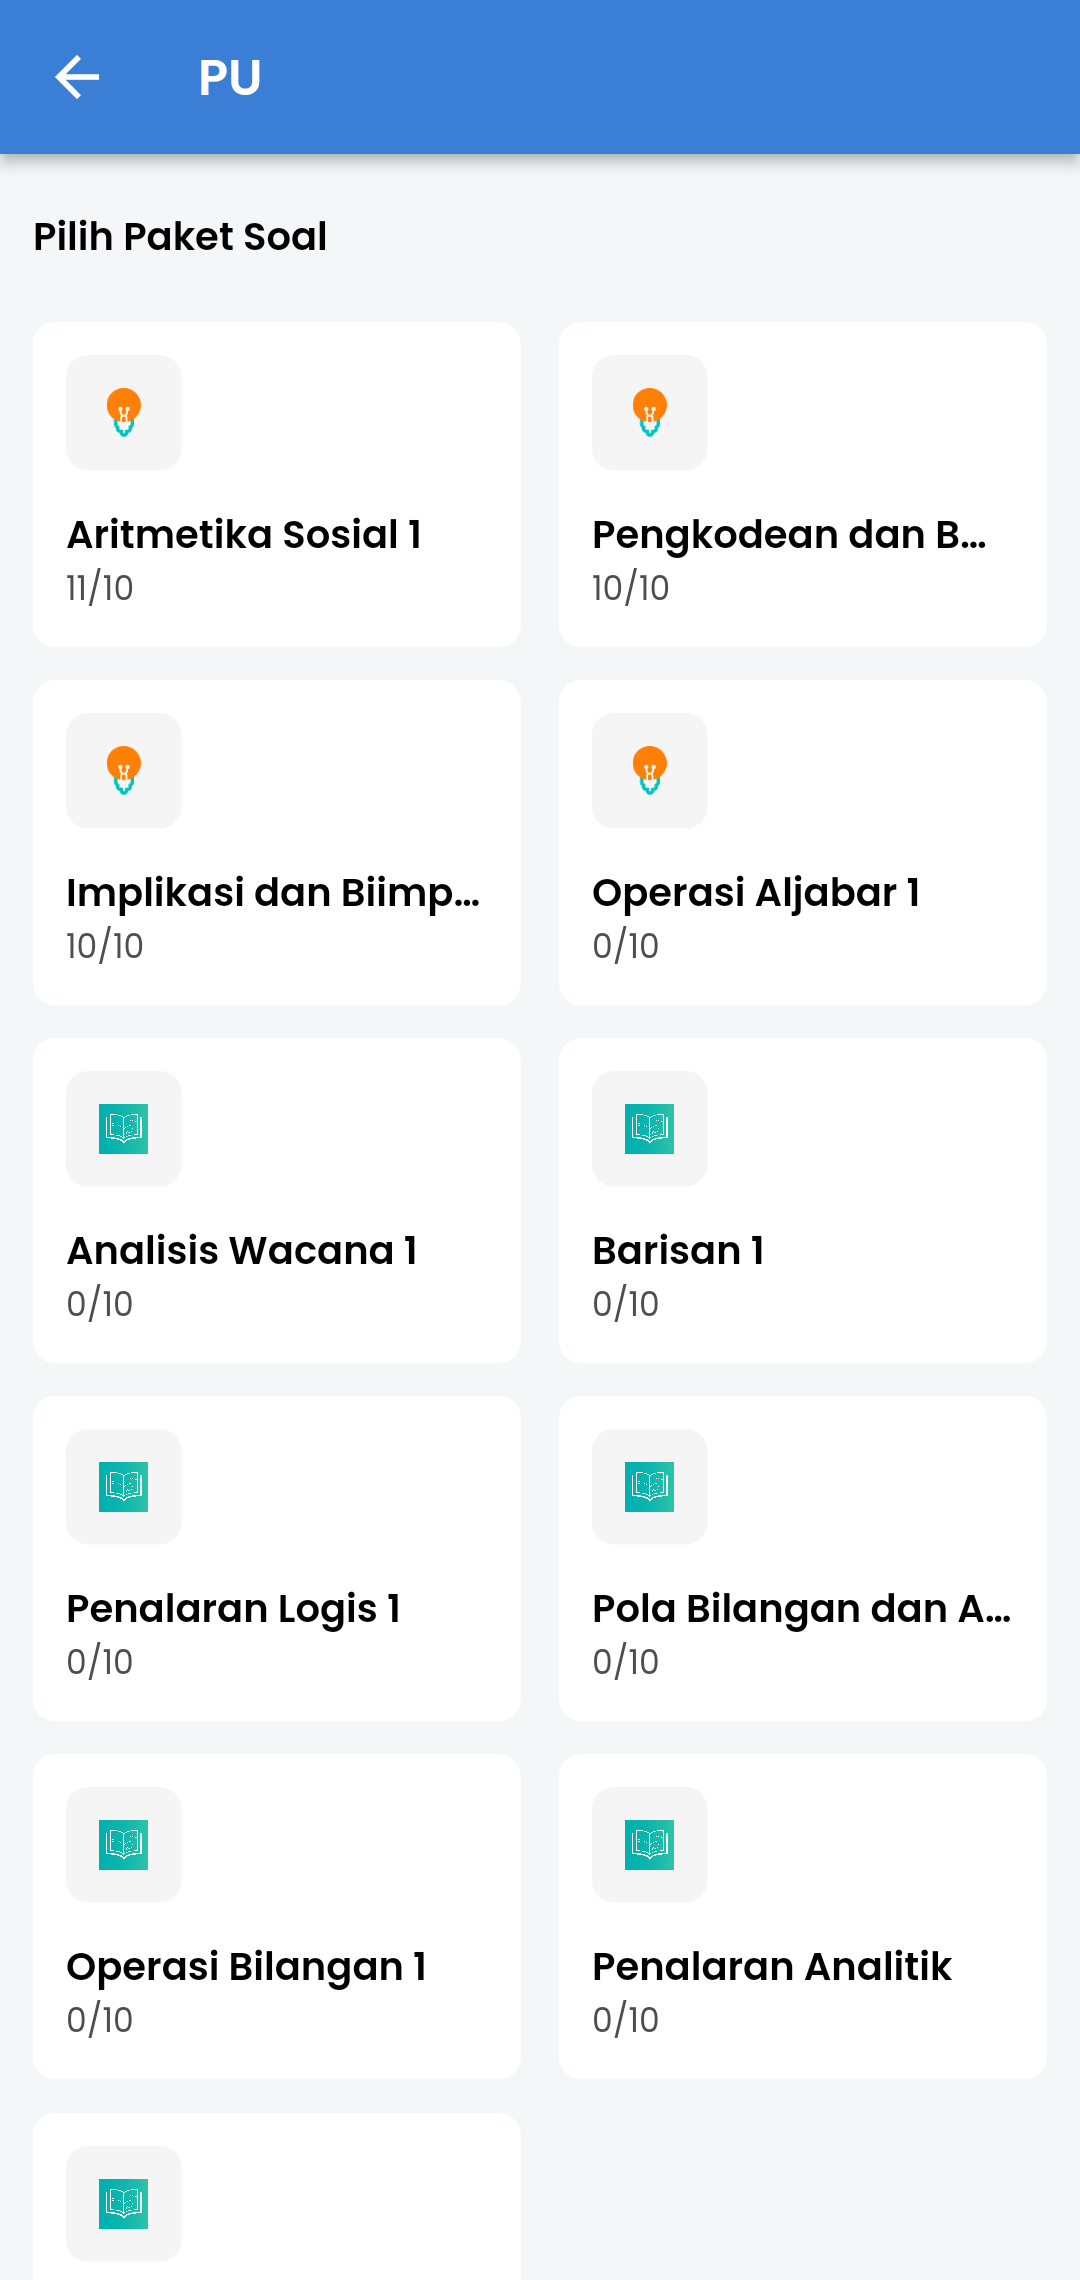 PU
Pilih Paket Soal
Aritmetika Sosial 1
11/10
Pengkodean dan B...
10/10
Implikasi dan Biimp...
10/10
Operasi Aljabar 1
0/10
Analisis Wacana 1
0/10
Barisan 1
0/10
Penalaran Logis 1
0/10
Pola Bilangan dan A...
0/10
Operasi Bilangan 1
0/10
Penalaran Analitik
0/10